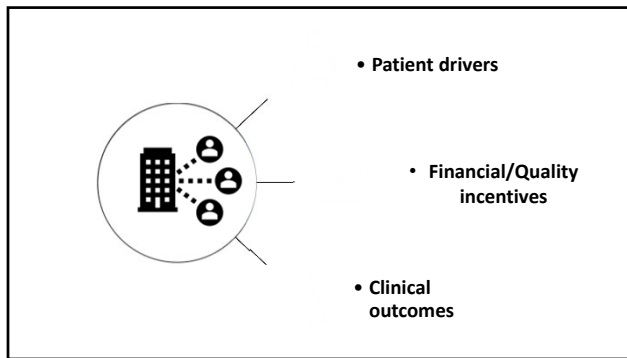 • Patient drivers
• Financial/Quality
incentives
• Clinical
outcomes